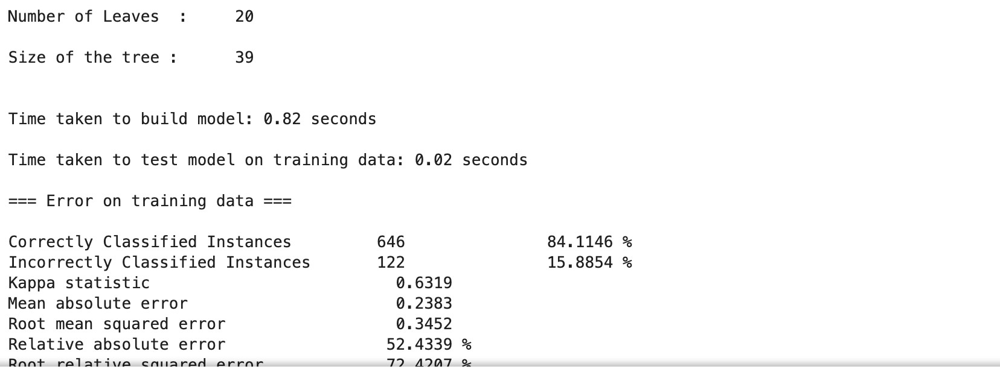 Number of Leaves  :     20
Size of the tree :      39
Time taken to build model: 0.82 seconds
Time taken to test model on training data: 0.02 seconds
=== Error on training data ===
Correctly Classified Instances         646               84.1146 %
Incorrectly Classified Instances       122               15.8854 %
Kappa statistic                          0.6319
Mean absolute error                      0.2383
Root mean squared error                  0.3452
Relative absolute error                 52.4339 %
Root relative squared error             72.4207 %